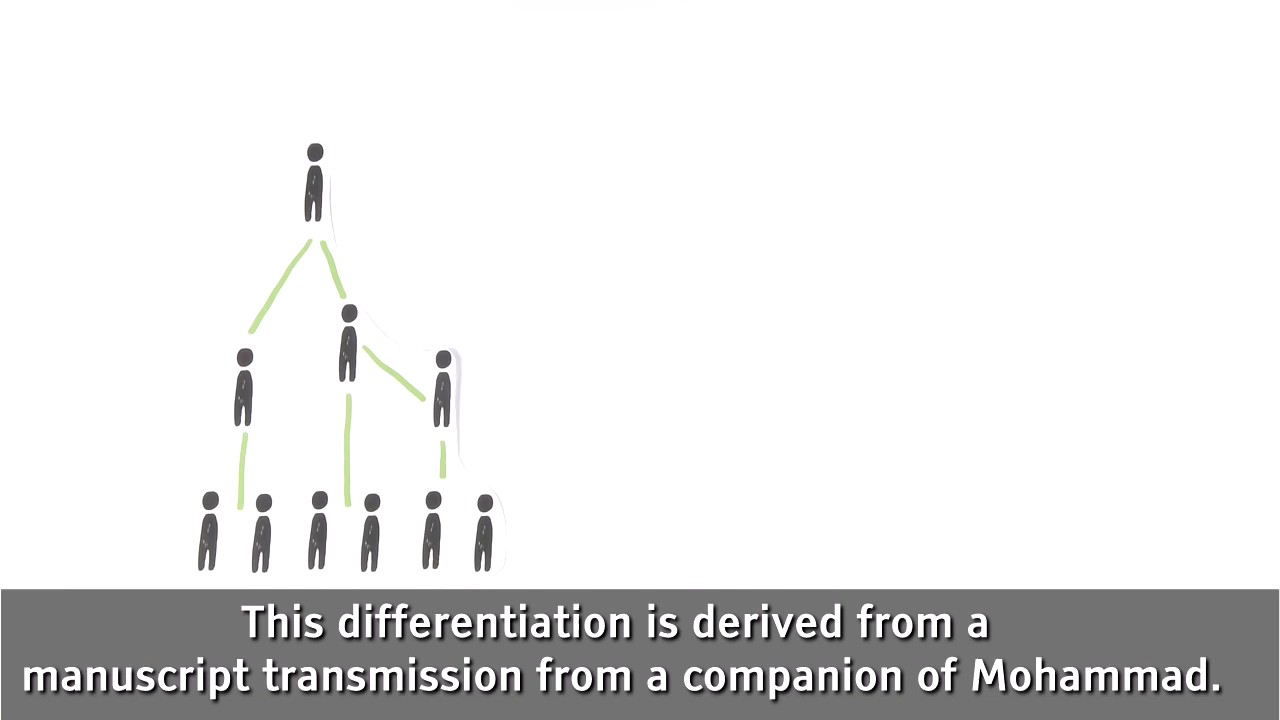 This differentiation is derived from a
manuscript transmission from a companion of Mohammad.